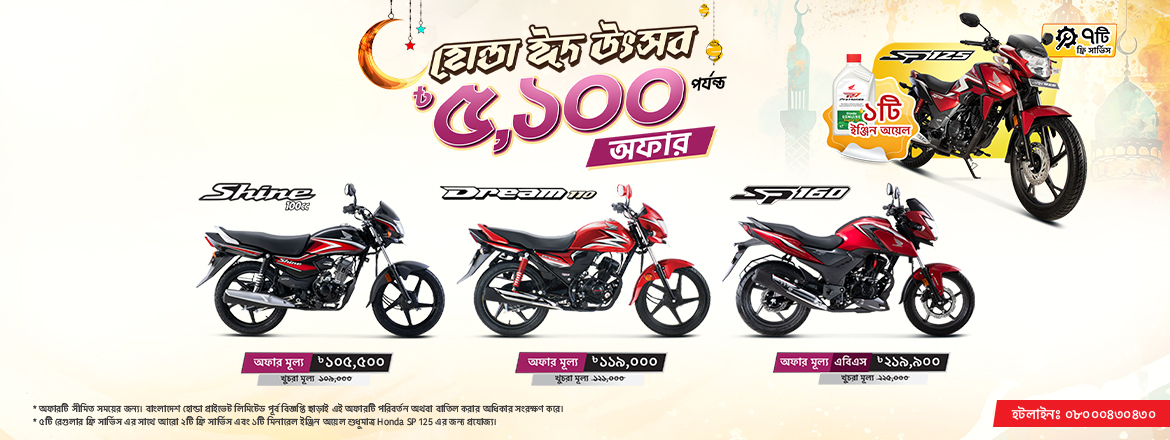 হোন্ডা ঈদ উৎসব
৳৫,১০০ পর্যন্ত
অফার
SP125
৭টি
ফ্রি সার্ভিস
১টি
ইঞ্জিন অয়েল
Shine
100cc
Dream 110
SP160
Shine
অফার মূল্য ৳১০৫,৫০০
খুচরা মূল্য ১০৯,০০০
অফার মূল্য ৳১১৯,০০০
খুচরা মূল্য ১২১,০০০
অফার মূল্য এবিএস ৳২১৯,৯০০
খুচরা মূল্য ২২৫,০০০
* অফারটি সীমিত সময়ের জন্য। বাংলাদেশ হোন্ডা প্রাইভেট লিমিটেড পূর্ব বিজ্ঞপ্তি ছাড়াই এই অফারটি পরিবর্তন অথবা বাতিল করার অধিকার সংরক্ষণ করে।
* ৫টি রেগুলার ফ্রি সার্ভিস এর সাথে আরো ২টি ফ্রি সার্ভিস এবং ১টি মিনারেল ইঞ্জিন অয়েল শুধুমাত্র Honda SP 125 এর জন্য প্রযোজ্য।
হটলাইনঃ ০৮০০০৪৩০৪৩০